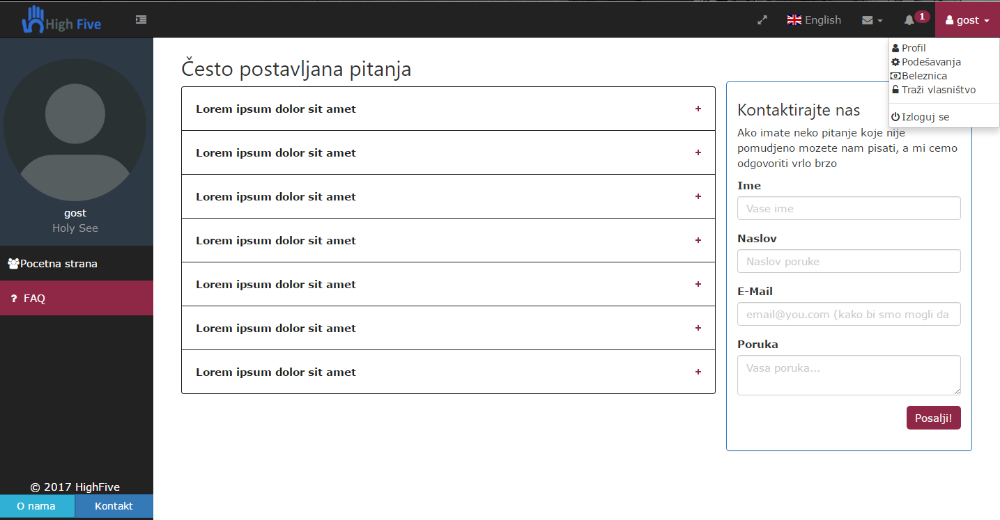 High Five
English
1
gost
Profil
Podešavanja
Beleznica
Traži vlasništvo
Izloguj se
gost
Holy See
Pocetna strana
? FAQ
© 2017 HighFive
O nama
Kontakt
Često postavljana pitanja
Lorem ipsum dolor sit amet +
Lorem ipsum dolor sit amet +
Lorem ipsum dolor sit amet +
Lorem ipsum dolor sit amet +
Lorem ipsum dolor sit amet +
Lorem ipsum dolor sit amet +
Lorem ipsum dolor sit amet +
Kontaktirajte nas
Ako imate neko pitanje koje nije
pomudjeno mozete nam pisati, a mi cemo
odgovoriti vrlo brzo
Ime
Vase ime
Naslov
Naslov poruke
E-Mail
email@you.com (kako bi smo mogli da
Poruka
Vasa poruka...
Posalji!